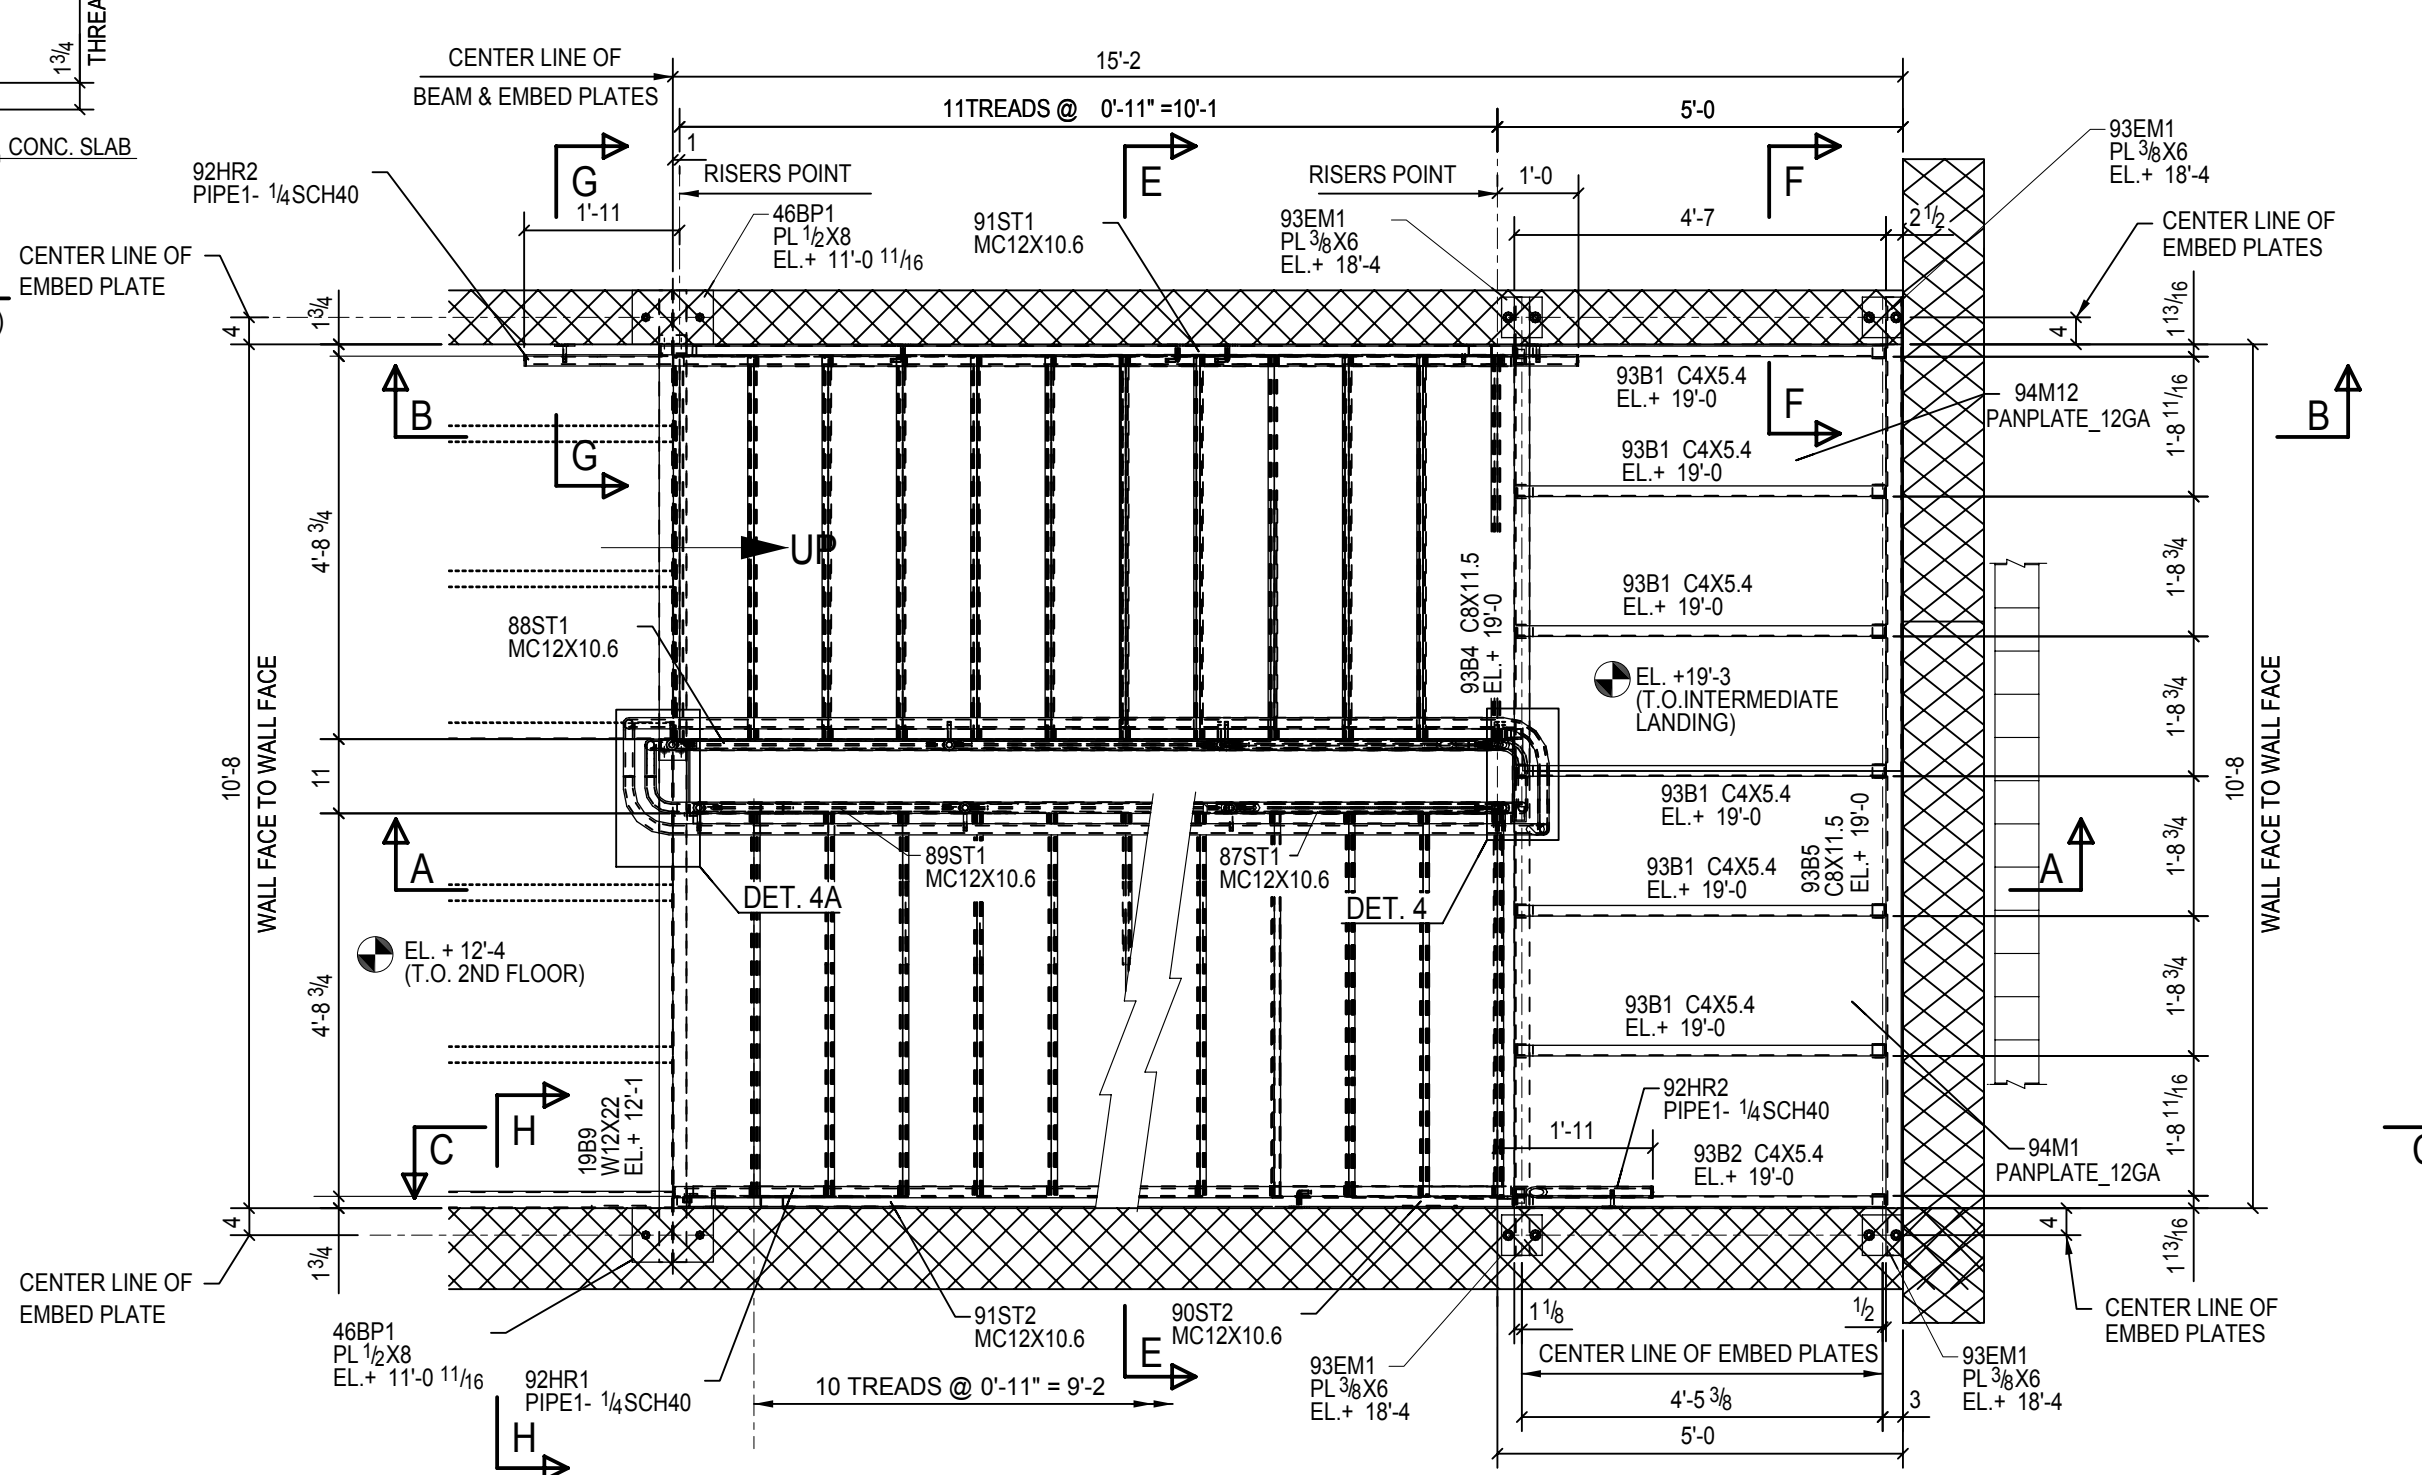 1 3/4
THREA
CONC. SLAB
CENTER LINE OF
BEAM & EMBED PLATES
15'-2
11TREADS @ 0'-11" =10'-1
5'-0
92HR2
PIPE1- 1/4SCH40
G
1'-11
1
RISERS POINT
E
RISERS POINT
1'-0
F
93EM1
PL 3/8X6
EL.+ 18'-4
46BP1
PL 1/2X8
EL.+ 11'-0 11/16
91ST1
MC12X10.6
93EM1
PL 3/8X6
EL.+ 18'-4
4'-7
2 1/2
CENTER LINE OF
EMBED PLATES
CENTER LINE OF
EMBED PLATE
4
1 3/4
4
1 13/16
B
G
93B1 C4X5.4
EL.+ 19'-0
F
94M12
PANPLATE_12GA
1'-8 11/16
B
93B1 C4X5.4
EL.+ 19'-0
4'-8 3/4
UP
93B4 C8X11.5
EL.+ 19'-0
93B1 C4X5.4
EL.+ 19'-0
1'-8 3/4
88ST1
MC12X10.6
EL. +19'-3
(T.O.INTERMEDIATE
LANDING)
1'-8 3/4
10'-8
WALL FACE TO WALL FACE
11
10'-8
WALL FACE TO WALL FACE
93B1 C4X5.4
EL.+ 19'-0
93B5
C8X11.5
EL.+ 19'-0
1'-8 3/4
A
89ST1
MC12X10.6
87ST1
MC12X10.6
93B1 C4X5.4
EL.+ 19'-0
A
DET. 4A
DET. 4
EL. + 12'-4
(T.O. 2ND FLOOR)
4'-8 3/4
1'-8 3/4
93B1 C4X5.4
EL.+ 19'-0
C
H
19B9
W12X22
EL.+ 12'-1
92HR2
PIPE1- 1/4SCH40
1'-11
93B2 C4X5.4
EL.+ 19'-0
94M1
PANPLATE_12GA
1'-8 11/16
4
1 3/4
4
1 13/16
CENTER LINE OF
EMBED PLATE
46BP1
PL 1/2X8
EL.+ 11'-0 11/16
92HR1
PIPE1- 1/4SCH40
91ST2
MC12X10.6
E
90ST2
MC12X10.6
1 1/8
1/2
CENTER LINE OF
EMBED PLATES
CENTER LINE OF EMBED PLATES
93EM1
PL 3/8X6
EL.+ 18'-4
93EM1
PL 3/8X6
EL.+ 18'-4
10 TREADS @ 0'-11" = 9'-2
4'-5 3/8
3
H
5'-0